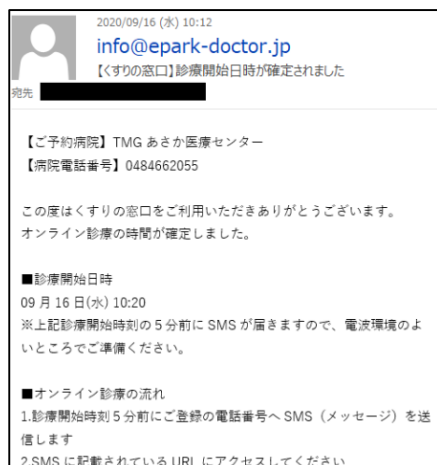 2020/09/16 (水) 10:12
info@epark-doctor.jp
【くすりの窓口】診療開始日時が確定されました
宛先
【ご予約病院】TMG あさか医療センター
【病院電話番号】0484662055
この度はくすりの窓口をご利用いただきありがとうございます。
オンライン診療の時間が確定しました。
■診療開始日時
09 月 16 日(水) 10:20
※上記診療開始時刻の 5 分前に SMS が届きますので、電波環境のよ
いところでご準備ください。
■オンライン診療の流れ
1.診療開始時刻 5 分前にご登録の電話番号へ SMS（メッセージ）を送
信します
2.SMS に記載されている URL にアクセスしてください